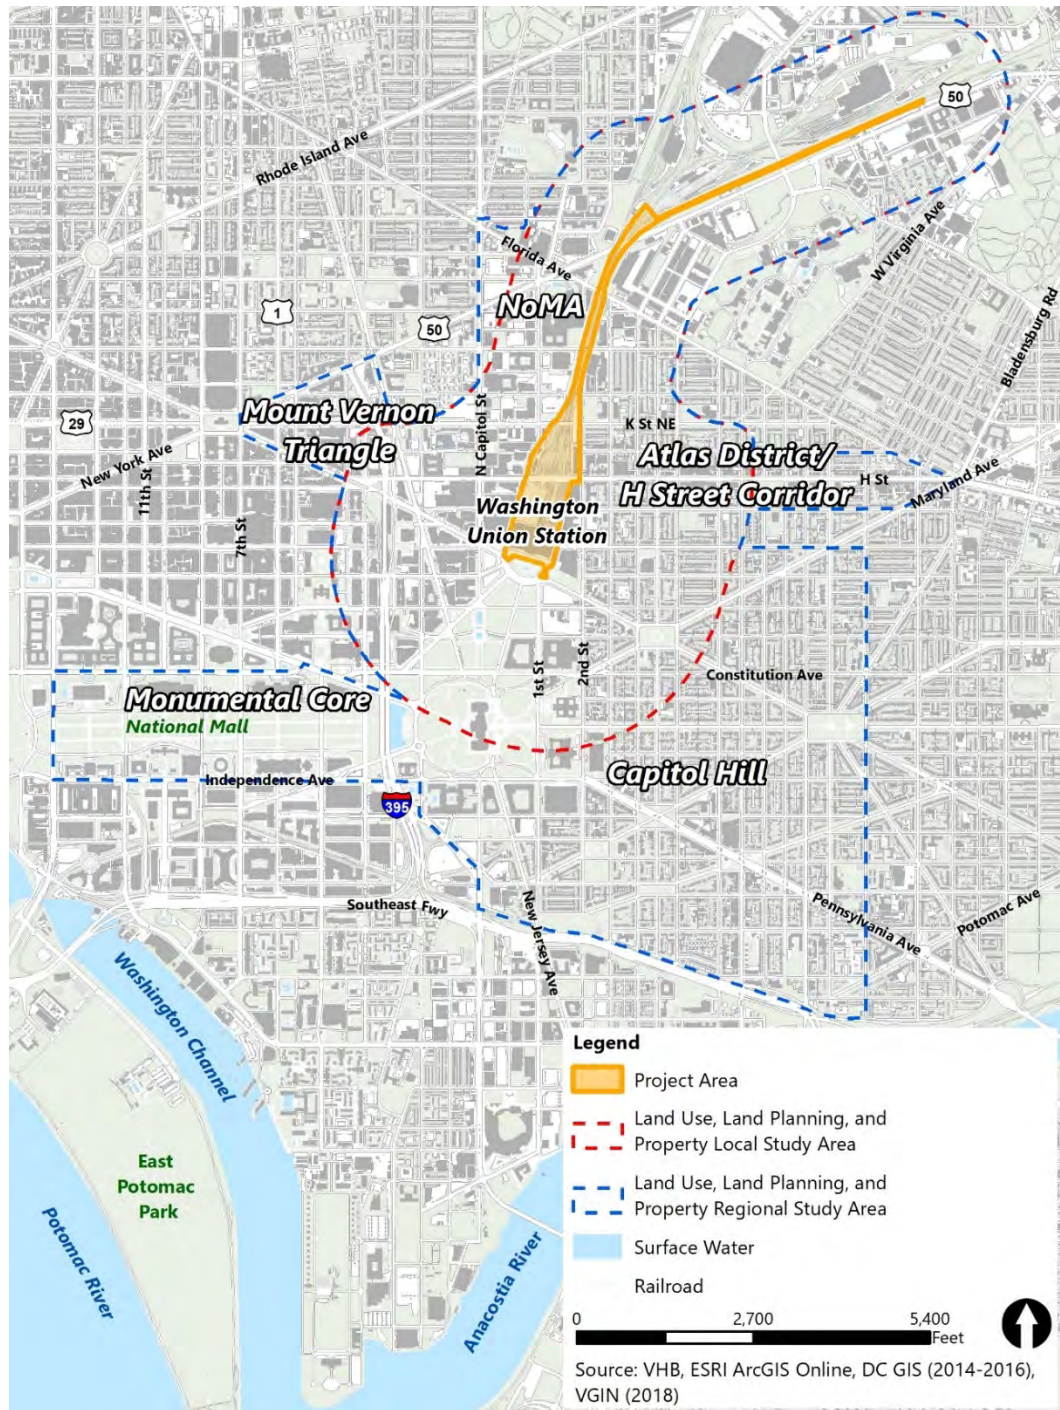 50
Rhode Island Ave
W Virginia Ave
Florida Ave
NoMA
1
50
Bladensburg Rd
Mount Vernon
Triangle
29
N Capitol St
K St NE
New York Ave
11th St
Atlas District/
H Street Corridor
H St
Maryland Ave
Washington
Union Station
7th St
1st St
2nd St
Constitution Ave
Monumental Core
National Mall
Independence Ave
Capitol Hill
395
Southeast Fwy
New Jersey Ave
Pennsylvania Ave
Potomac Ave
Washington Channel
East
Potomac
Park
Potomac River
Anacostia River
Legend
Project Area
Land Use, Land Planning, and
Property Local Study Area
Land Use, Land Planning, and
Property Regional Study Area
Surface Water
Railroad
0 2,700 5,400
Feet
Source: VHB, ESRI ArcGIS Online, DC GIS (2014-2016),
VGIN (2018)